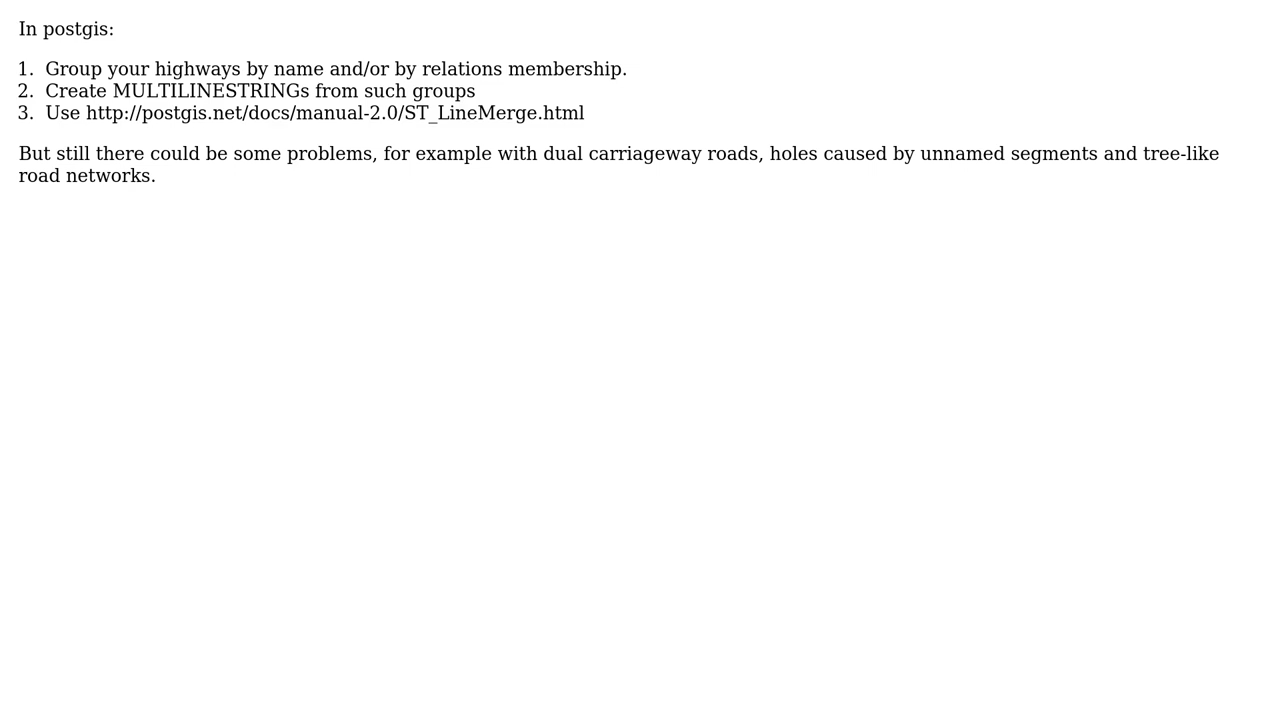 In postgis:
1. Group your highways by name and/or by relations membership.
2. Create MULTILINESTRINGs from such groups
3. Use http://postgis.net/docs/manual-2.0/ST_LineMerge.html
But still there could be some problems, for example with dual carriageway roads, holes caused by unnamed segments and tree-like
road networks.